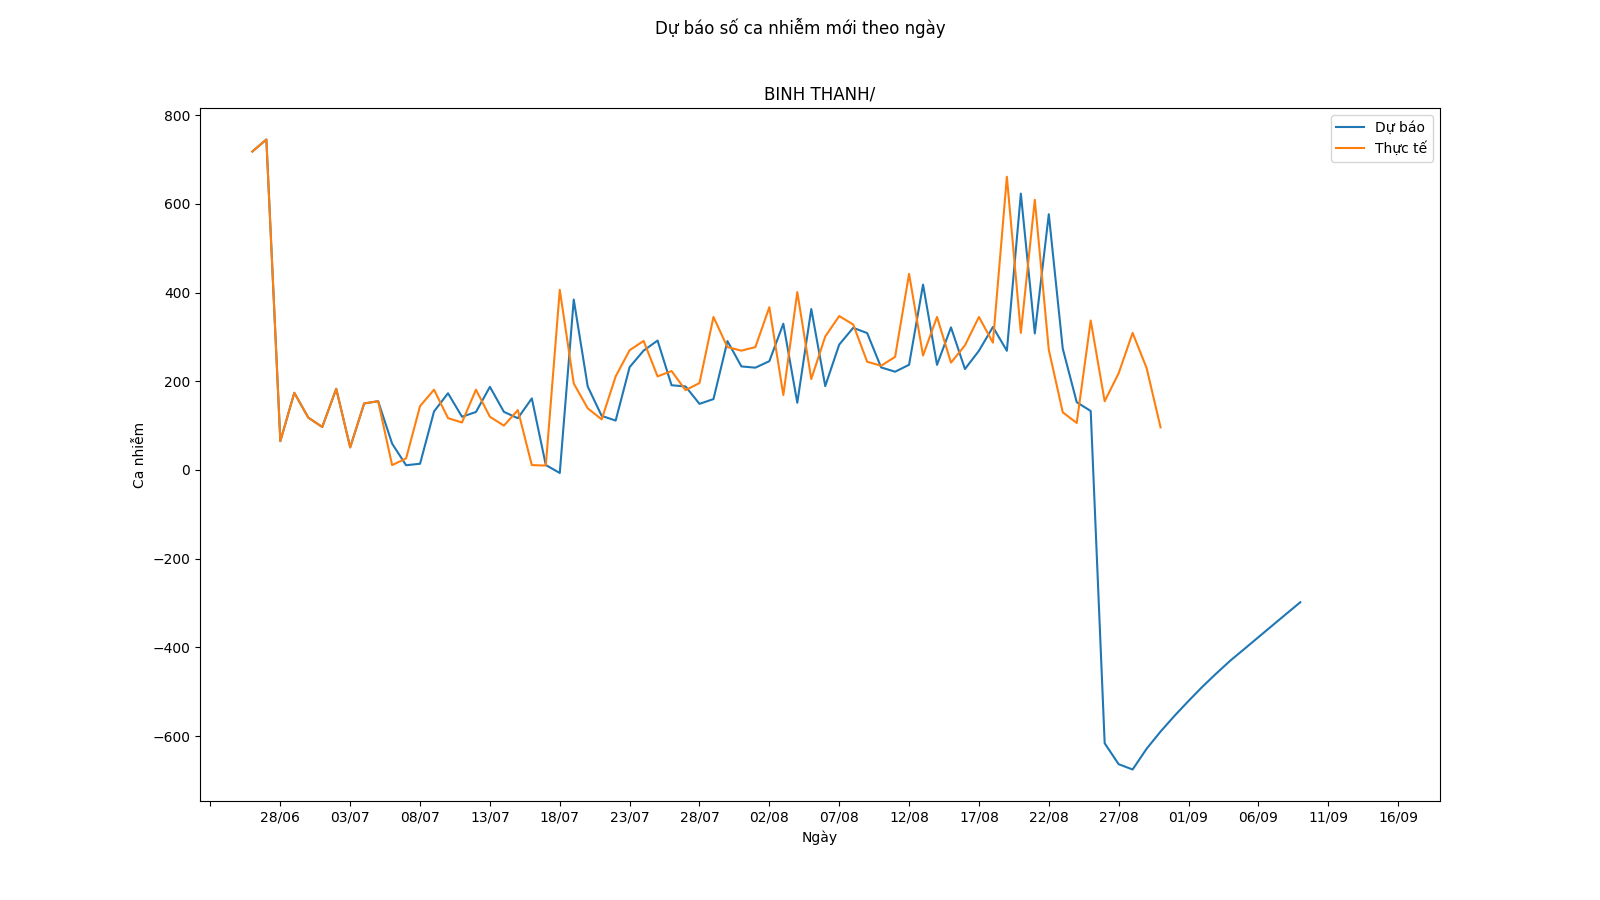 Dự báo số ca nhiễm mới theo ngày
BINH THANH/
Dự báo
Thực tế
800
600
400
200
0
−200
−400
−600
Ca nhiễm
28/06 03/07 08/07 13/07 18/07 23/07 28/07 02/08 07/08 12/08 17/08 22/08 27/08 01/09 06/09 11/09 16/09
Ngày